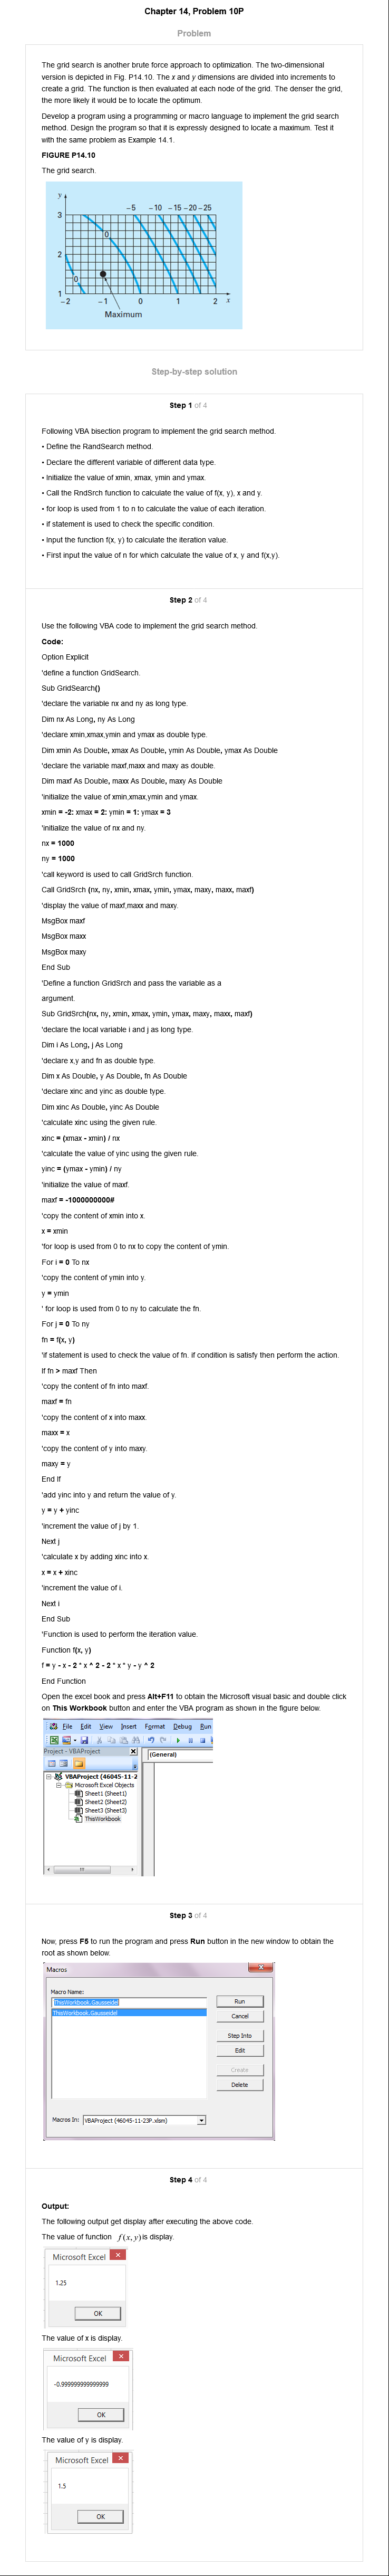 Chapter 14, Problem 10P
Problem
The grid search is another brute force approach to optimization. The two-dimensional
version is depicted in Fig. P14.10. The x and y dimensions are divided into increments to
create a grid. The function is then evaluated at each node of the grid. The denser the grid,
the more likely it would be to locate the optimum.
Develop a program using a programming or macro language to implement the grid search
method. Design the program so that it is expressly designed to locate a maximum. Test it
with the same problem as Example 14.1.
FIGURE P14.10
The grid search.
y
-5 -10 -15 -20 -25
3
0
2
0
1
-2 -1 0 1 2 x
Maximum
Step-by-step solution
Step 1 of 4
Following VBA bisection program to implement the grid search method.
• Define the RandSearch method.
• Declare the different variable of different data type.
• Initialize the value of xmin, xmax, ymin and ymax.
• Call the RndSrch function to calculate the value of f(x, y), x and y.
• for loop is used from 1 to n to calculate the value of each iteration.
• if statement is used to check the specific condition.
• Input the function f(x, y) to calculate the iteration value.
• First input the value of n for which calculate the value of x, y and f(x,y).
Step 2 of 4
Use the following VBA code to implement the grid search method.
Code:
Option Explicit
'define a function GridSearch.
Sub GridSearch()
'declare the variable nx and ny as long type.
Dim nx As Long, ny As Long
'declare xmin,xmax,ymin and ymax as double type.
Dim xmin As Double, xmax As Double, ymin As Double, ymax As Double
'declare the variable maxf,maxx and maxy as double.
Dim maxf As Double, maxx As Double, maxy As Double
'initialize the value of xmin,xmax,ymin and ymax.
xmin = -2: xmax = 2: ymin = 1: ymax = 3
'initialize the value of nx and ny.
nx = 1000
ny = 1000
'call keyword is used to call GridSrch function.
Call GridSrch (nx, ny, xmin, xmax, ymin, ymax, maxy, maxx, maxf)
'display the value of maxf,maxx and maxy.
MsgBox maxf
MsgBox maxx
MsgBox maxy
End Sub
'Define a function GridSrch and pass the variable as a
argument.
Sub GridSrch(nx, ny, xmin, xmax, ymin, ymax, maxy, maxx, maxf)
'declare the local variable i and j as long type.
Dim i As Long, j As Long
'declare x,y and fn as double type.
Dim x As Double, y As Double, fn As Double
'declare xinc and yinc as double type.
Dim xinc As Double, yinc As Double
'calculate xinc using the given rule.
xinc = (xmax - xmin) / nx
'calculate the value of yinc using the given rule.
yinc = (ymax - ymin) / ny
'initialize the value of maxf.
maxf = -1000000000#
'copy the content of xmin into x.
x = xmin
'for loop is used from 0 to nx to copy the content of ymin.
For i = 0 To nx
'copy the content of ymin into y.
y = ymin
' for loop is used from 0 to ny to calculate the fn.
For j = 0 To ny
fn = f(x, y)
'if statement is used to check the value of fn. if condition is satisfy then perform the action.
If fn > maxf Then
'copy the content of fn into maxf.
maxf = fn
'copy the content of x into maxx.
maxx = x
'copy the content of y into maxy.
maxy = y
End If
'add yinc into y and return the value of y.
y = y + yinc
'increment the value of j by 1.
Next j
'calculate x by adding xinc into x.
x = x + xinc
'increment the value of i.
Next i
End Sub
'Function is used to perform the iteration value.
Function f(x, y)
f = y - x - 2 * x ^ 2 - 2 * x * y - y ^ 2
End Function
Open the excel book and press Alt+F11 to obtain the Microsoft visual basic and double click
on This Workbook button and enter the VBA program as shown in the figure below.
File Edit View Insert Format Debug Run
Project - VBAProject
(General)
VBAProject (46045-11-2
Microsoft Excel Objects
Sheet1 (Sheet1)
Sheet2 (Sheet2)
Sheet3 (Sheet3)
ThisWorkbook
Step 3 of 4
Now, press F5 to run the program and press Run button in the new window to obtain the
root as shown below.
Macros
Macro Name:
ThisWorkbook.Gausseidel
ThisWorkbook.Gausseidel
Run
Cancel
Step Into
Edit
Create
Delete
Macros In: VBAProject (46045-11-23P.xlsm)
Step 4 of 4
Output:
The following output get display after executing the above code.
The value of function f(x, y) is display.
Microsoft Excel
1.25
OK
The value of x is display.
Microsoft Excel
-0.999999999999999
OK
The value of y is display.
Microsoft Excel
1.5
OK